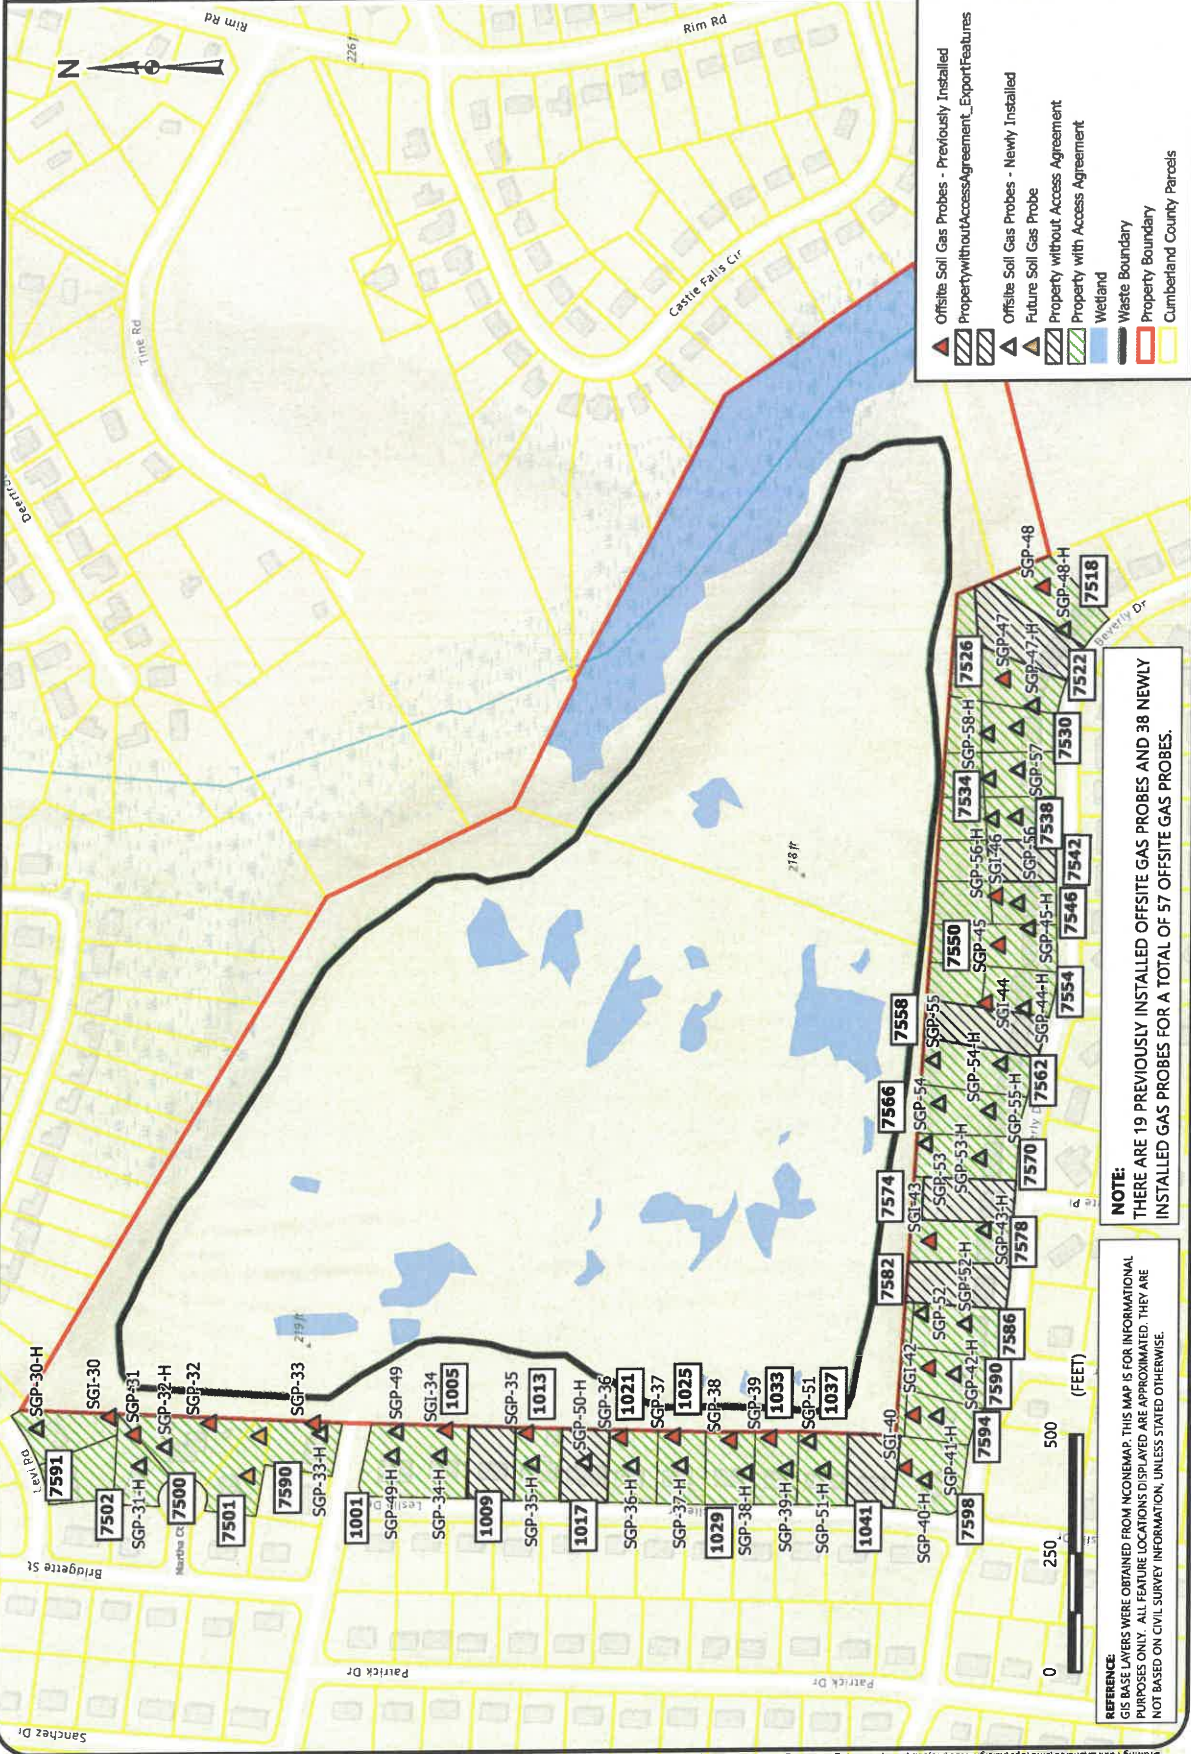 N
Rim Rd
Rim Rd
226 ft
Tine Rd
Castle Falls Cir
Levi Rd
Bridgette St
Sanchez Dr
Patrick Dr
Patrick Dr
Beverly Dr
219 ft
218 ft
SGP-30-H
SGI-30
SGP-31
SGP-32-H
SGP-32
SGP-33
SGP-49
SGI-34
1005
SGP-35
1013
SGP-50-H
SGP-36
1021
SGP-37
1025
SGP-38
SGP-39
1033
SGP-51
1037
7591
7502
SGP-31-H
7500
7501
7590
SGP-33-H
1001
SGP-49-H
SGP-34-H
1009
SGP-35-H
1017
SGP-36-H
SGP-37-H
1029
SGP-38-H
SGP-39-H
SGP-51-H
1041
SGP-40-H
7598
SGI-40
SGP-41-H
7594
SGI-42
SGP-42-H
7590
7586
SGP-52
SGP-52-H
7582
SGI-43
SGP-43-H
7578
7574
SGP-53
SGP-53-H
7570
7566
SGP-54
SGP-55-H
SGP-54-H
7562
7558
SGP-55
SGI-44
SGP-44-H
7554
7550
SGP-45
SGP-45-H
7546
SGP-56-H
SGI-46
SGP-56
7542
7538
7534
SGP-57
SGP-58-H
7530
7526
SGP-47
SGP-47-H
7522
SGP-48
SGP-48-H
7518
Offsite Soil Gas Probes - Previously Installed
PropertywithoutAccessAgreement_ExportFeatures
Offsite Soil Gas Probes - Newly Installed
Future Soil Gas Probe
Property without Access Agreement
Property with Access Agreement
Wetland
Waste Boundary
Property Boundary
Cumberland County Parcels
NOTE:
THERE ARE 19 PREVIOUSLY INSTALLED OFFSITE GAS PROBES AND 38 NEWLY
INSTALLED GAS PROBES FOR A TOTAL OF 57 OFFSITE GAS PROBES.
0 250 500
(FEET)
REFERENCE:
GIS BASE LAYERS WERE OBTAINED FROM NCONEMAP. THIS MAP IS FOR INFORMATIONAL
PURPOSES ONLY. ALL FEATURE LOCATIONS DISPLAYED ARE APPROXIMATED. THEY ARE
NOT BASED ON CIVIL SURVEY INFORMATION, UNLESS STATED OTHERWISE.